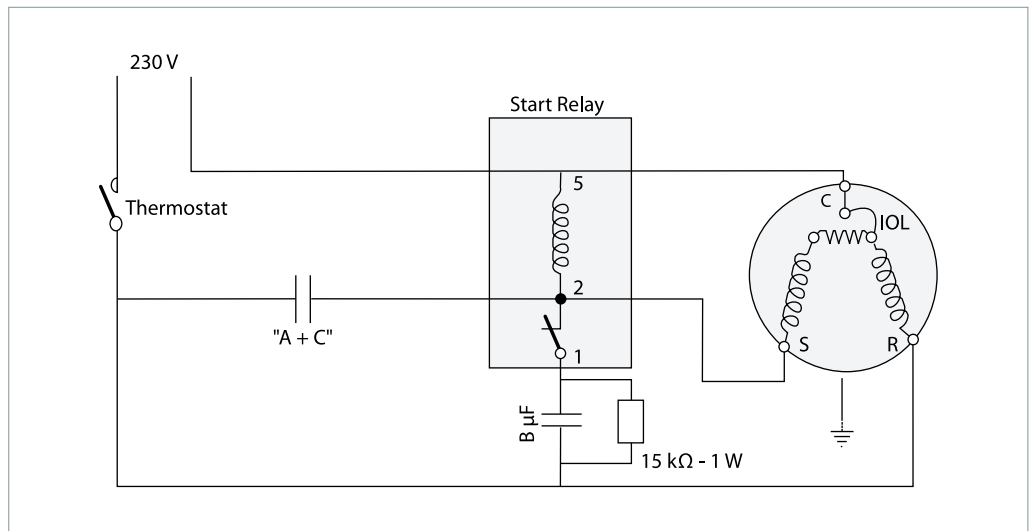 230 V
Start Relay
5
C
IOL
Thermostat
2
"A + C"
1
S
R
B µF
15 kΩ - 1 W